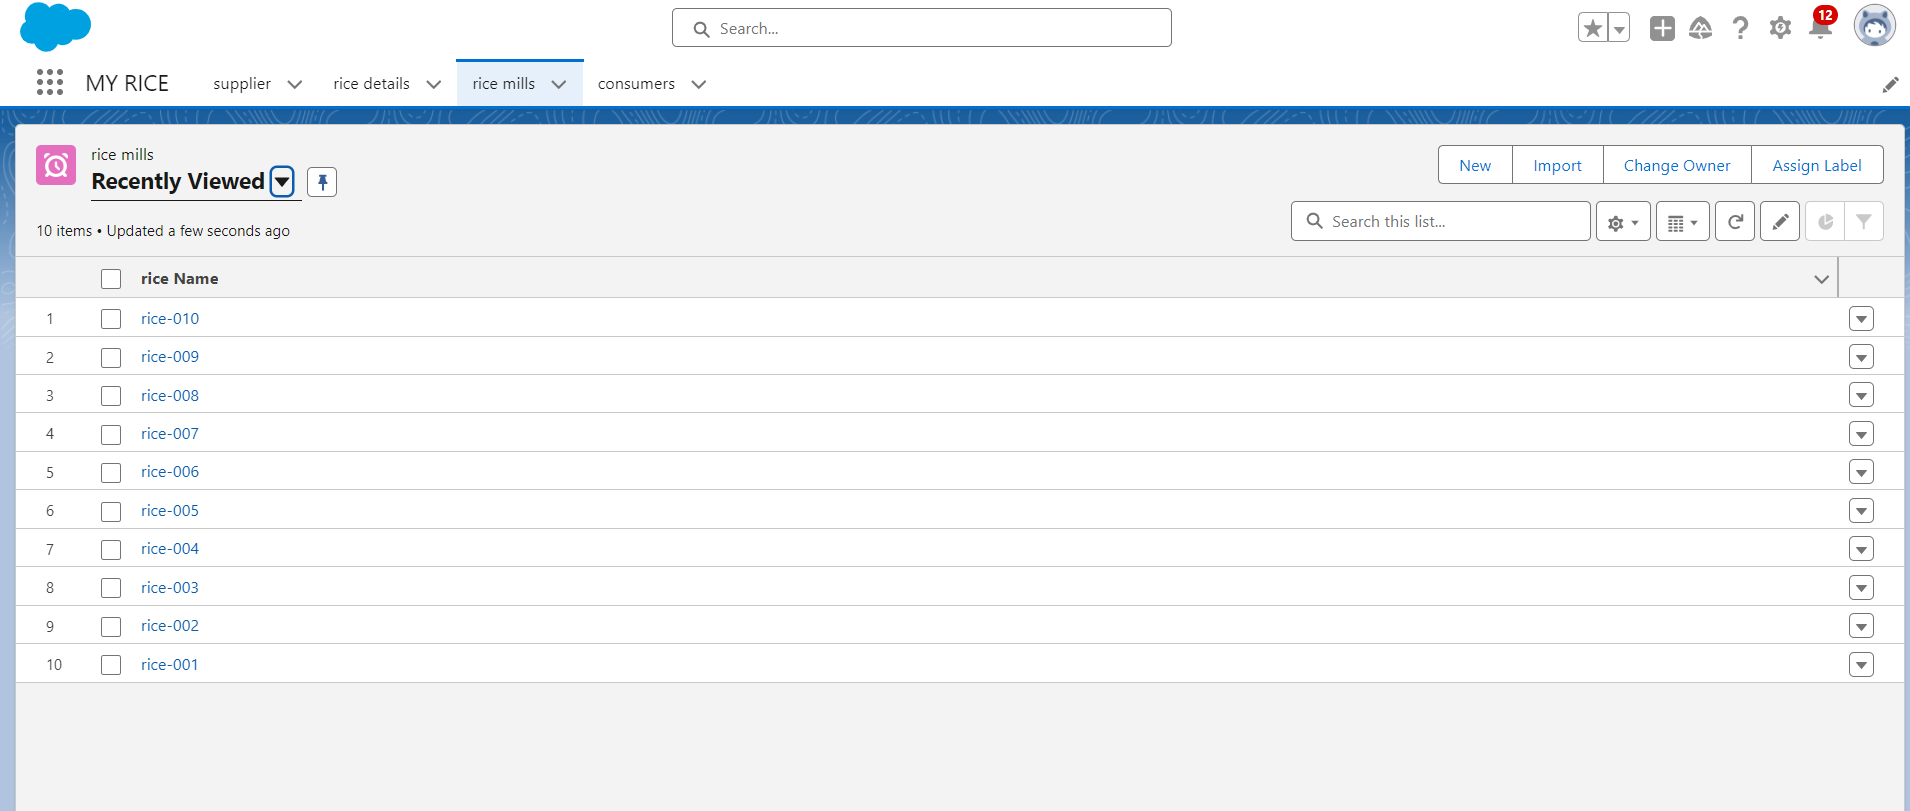 Search...
12
MY RICE supplier rice details rice mills consumers
rice mills
Recently Viewed
New Import Change Owner Assign Label
10 items • Updated a few seconds ago
Search this list...
rice Name
1 rice-010
2 rice-009
3 rice-008
4 rice-007
5 rice-006
6 rice-005
7 rice-004
8 rice-003
9 rice-002
10 rice-001